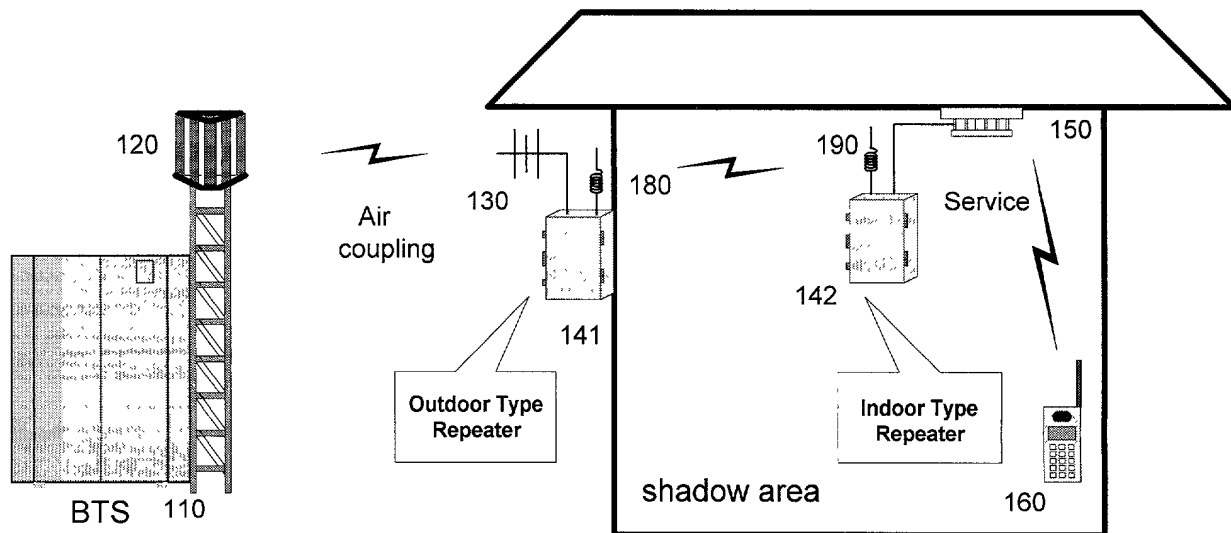 120
130
180
190
150
Air
coupling
Service
141
142
Outdoor Type
Repeater
Indoor Type
Repeater
shadow area
160
BTS
110